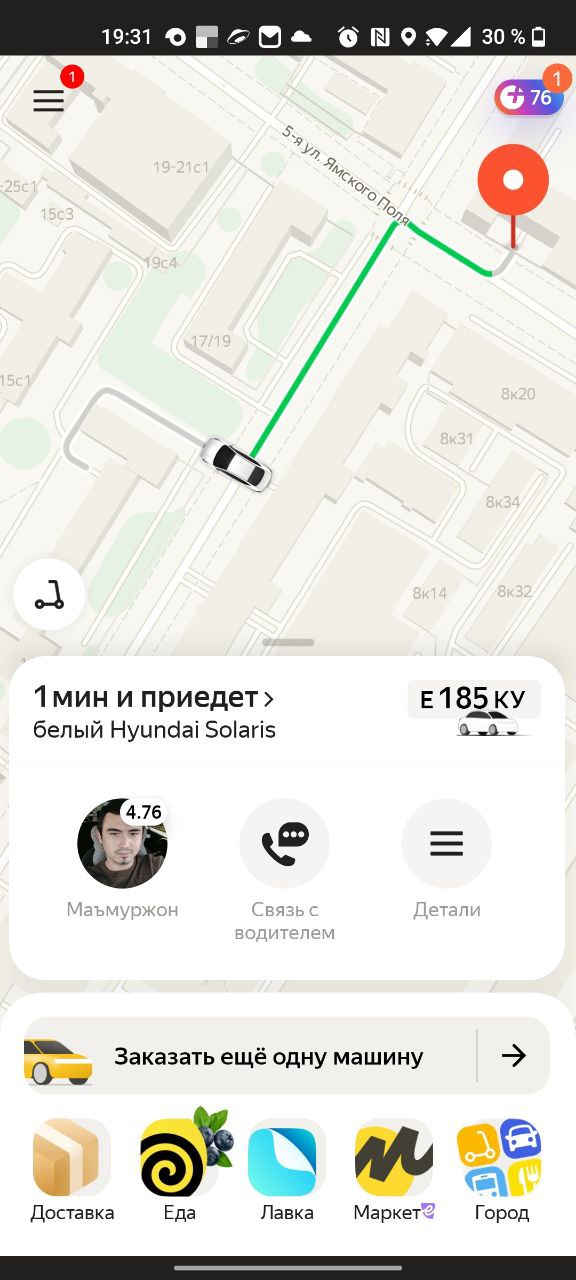 19:31
30 %
1
1
76
5-я ул. Ямского Поля
19-21с1
-25с1
15с3
19с4
17/19
15с1
8к20
8к31
8к34
8к14
8к32
1 мин и приедет
Е 185 КУ
белый Hyundai Solaris
4.76
Маъмуржон
Связь с
водителем
Детали
Заказать ещё одну машину
Доставка
Еда
Лавка
Маркет
Город